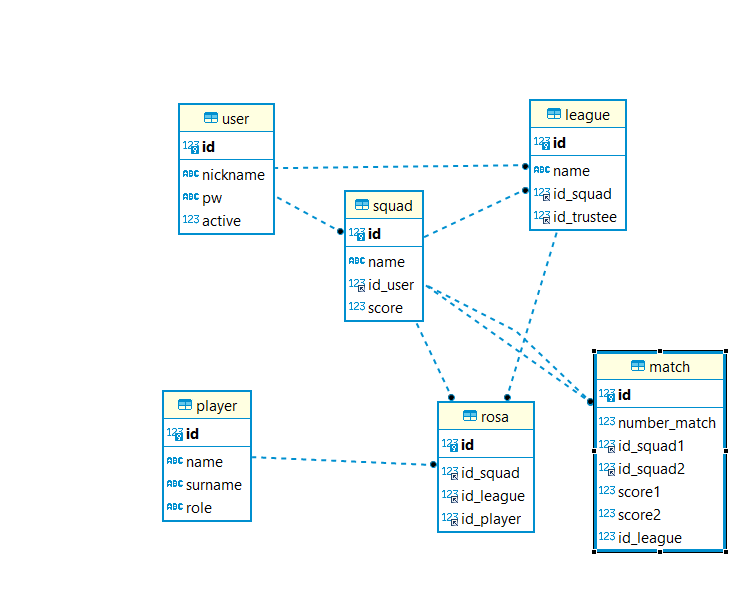 user
123 id
ABC nickname
ABC pw
123 active
league
123 id
ABC name
123 id_squad
123 id_trustee
squad
123 id
ABC name
123 id_user
123 score
match
123 id
123 number_match
123 id_squad1
123 id_squad2
123 score1
123 score2
123 id_league
player
123 id
ABC name
ABC surname
ABC role
rosa
123 id
123 id_squad
123 id_league
123 id_player